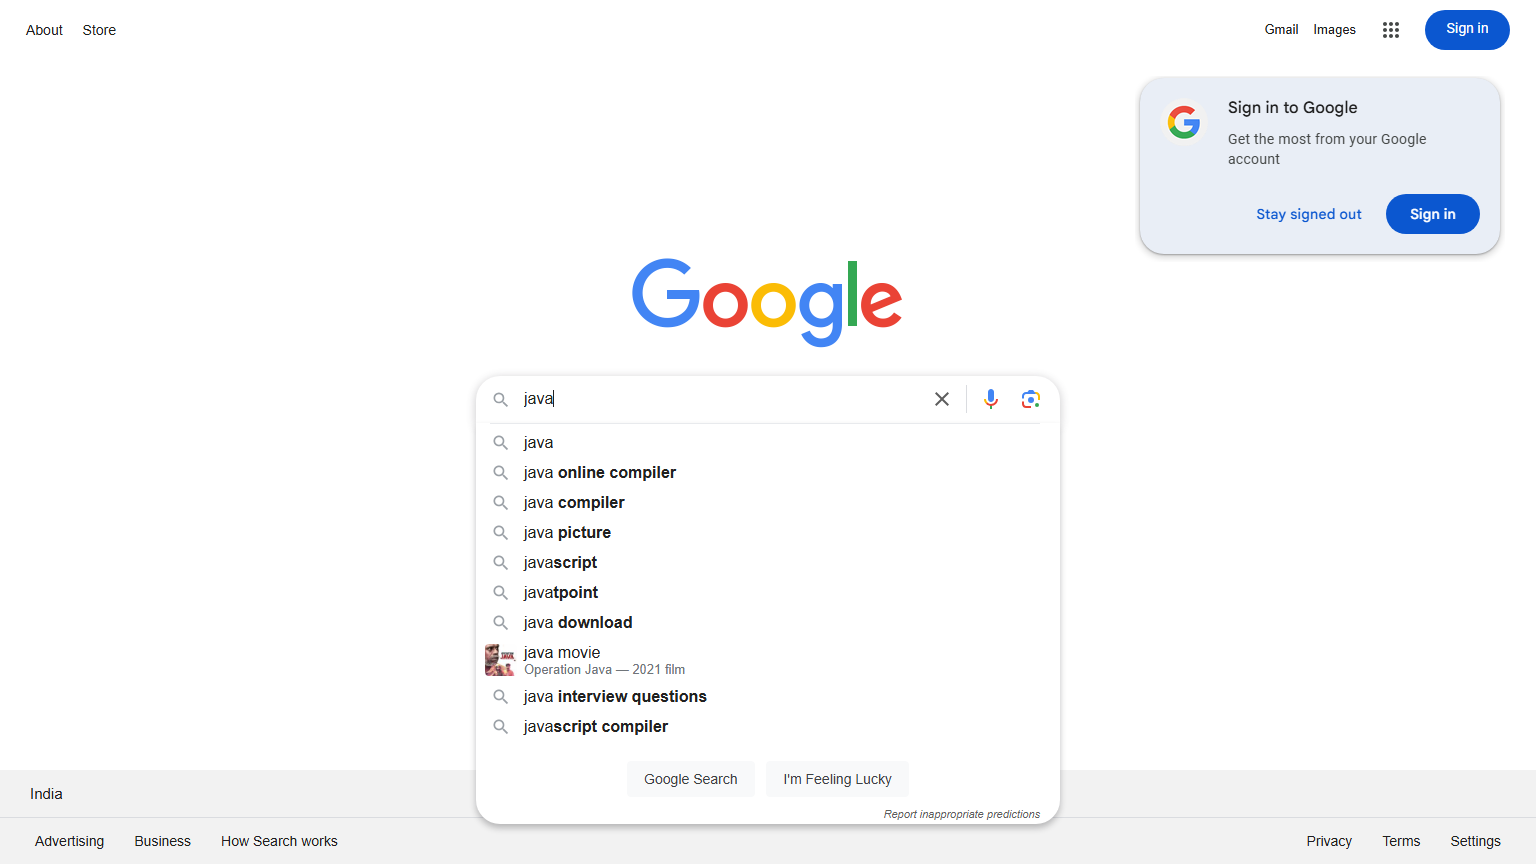 About Store
Gmail Images Sign in
Sign in to Google
Get the most from your Google
account
Stay signed out Sign in
Google
java
java
java online compiler
java compiler
java picture
javascript
javatpoint
java download
java movie
Operation Java — 2021 film
java interview questions
javascript compiler
Google Search I'm Feeling Lucky
Report inappropriate predictions
India
Advertising Business How Search works
Privacy Terms Settings